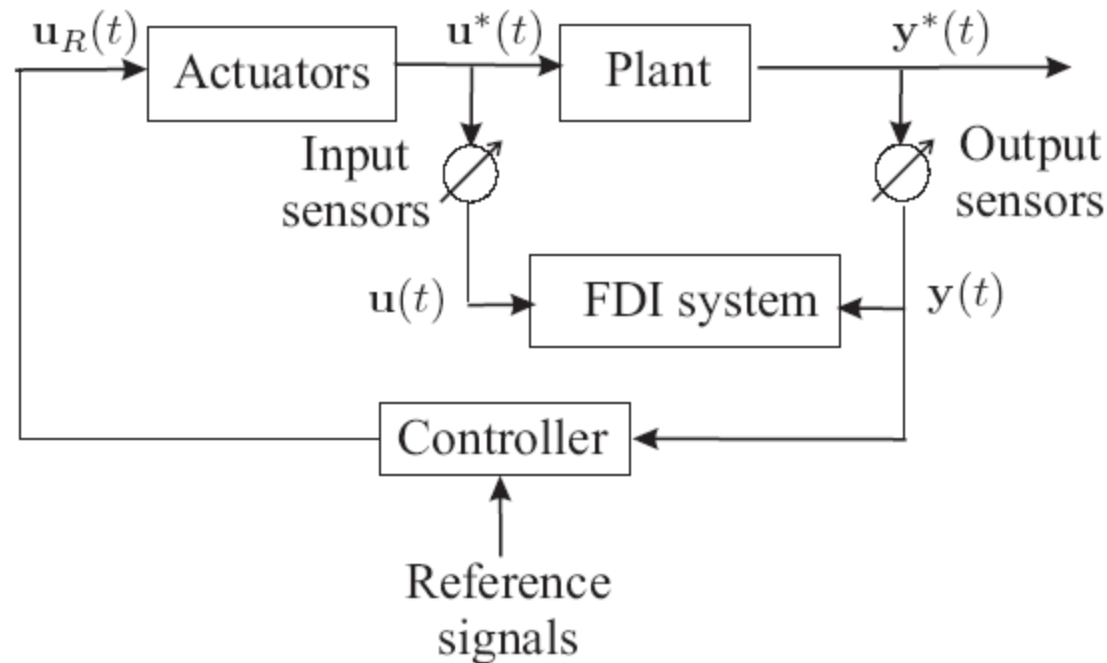 u_R(t)
u*(t)
y*(t)
Actuators
Plant
Input
sensors
Output
sensors
u(t)
FDI system
y(t)
Controller
Reference
signals